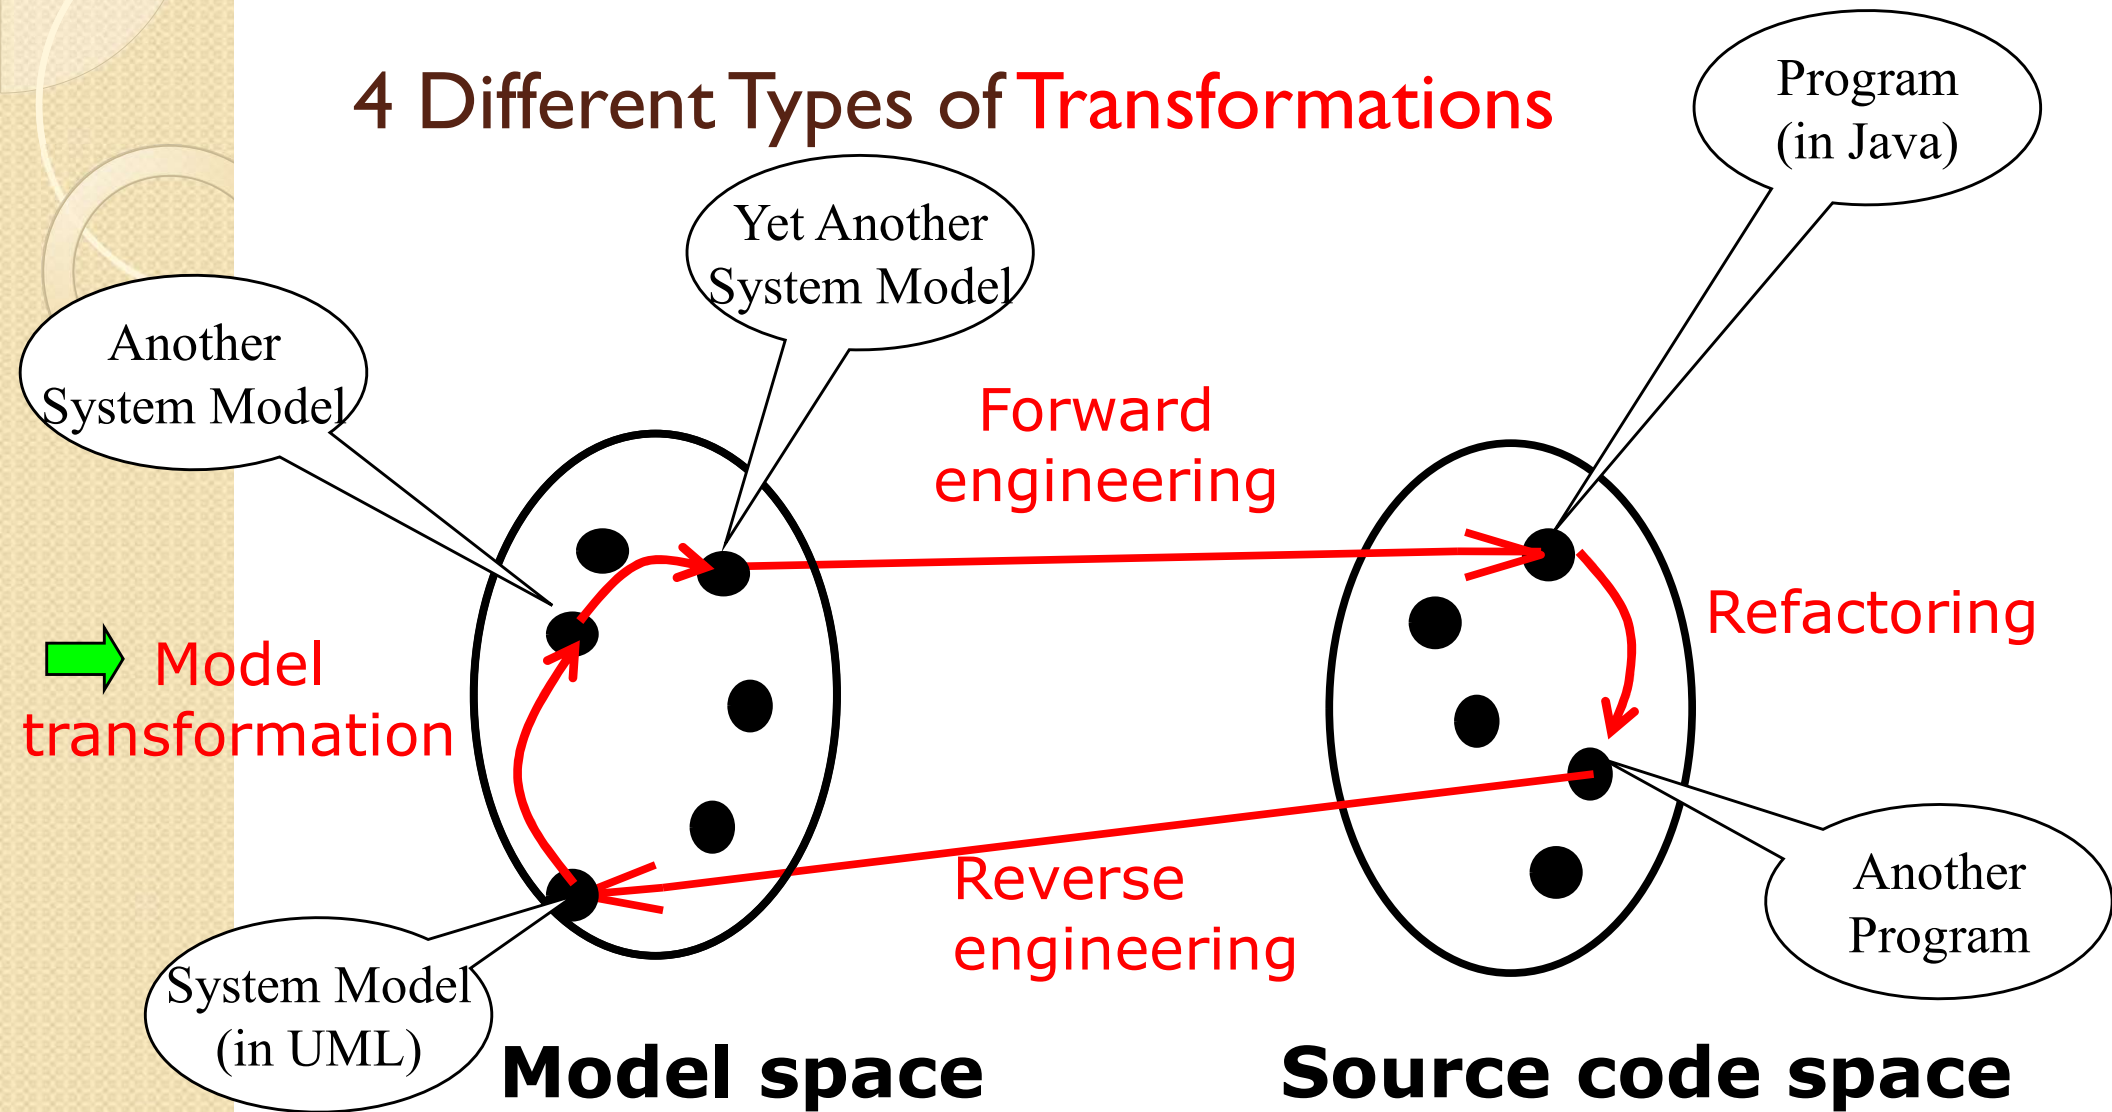 4 Different Types of Transformations
Program
(in Java)
Yet Another
System Model
Another
System Model
Forward
engineering
Refactoring
Model
transformation
Reverse
engineering
Another
Program
System Model
(in UML)
Model space
Source code space